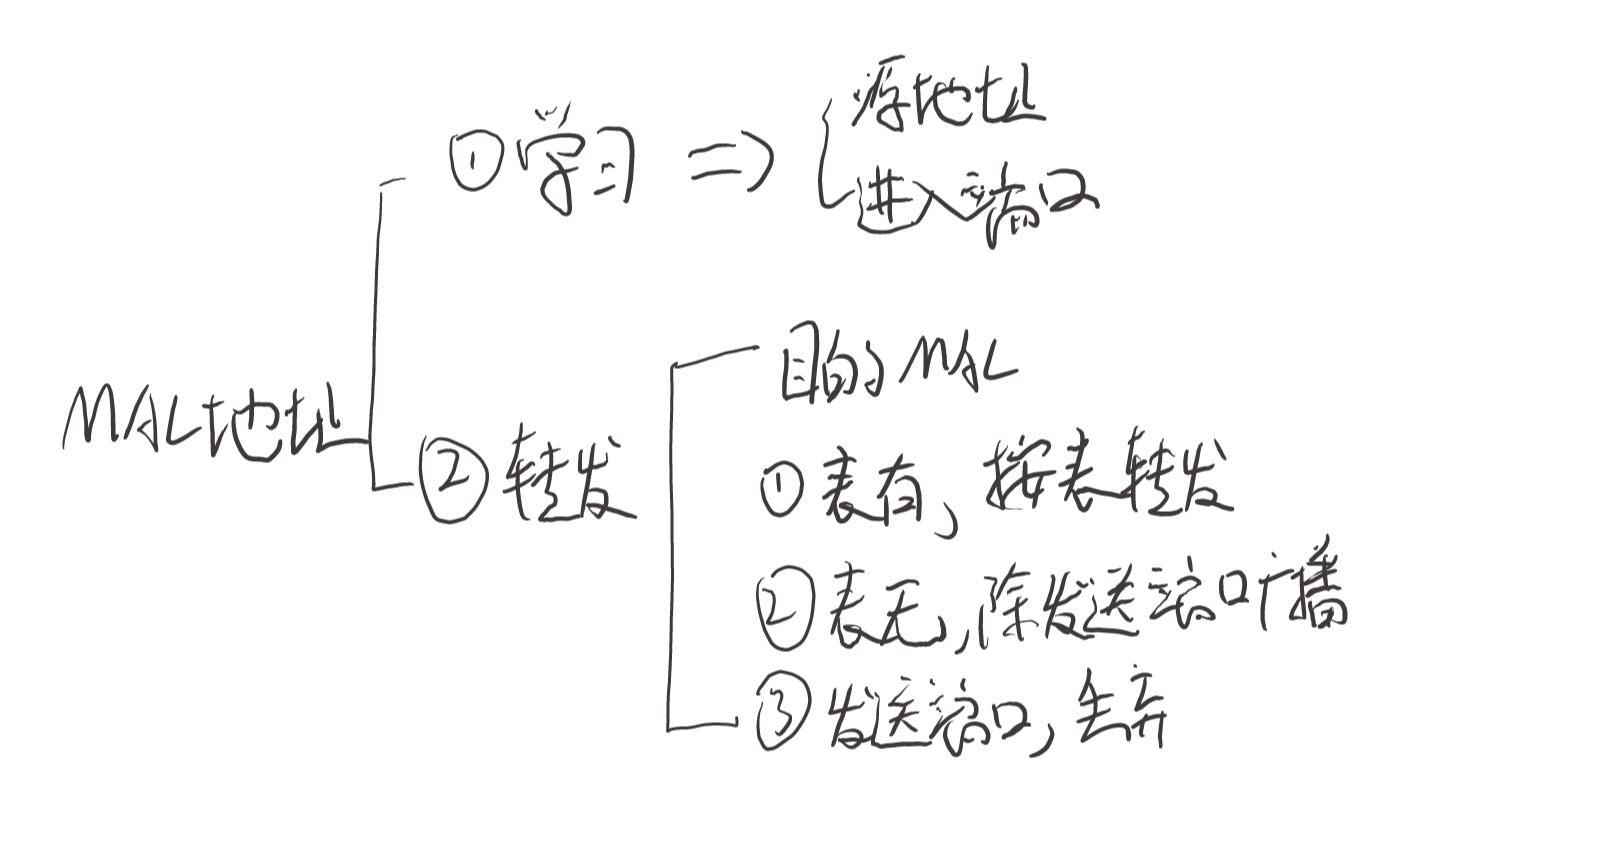 MAC地址
①学习 ⇒
源地址
进入端口
②转发
目的MAC
①表有,按表转发
②表无,除发送端口广播
③发送端口,丢弃